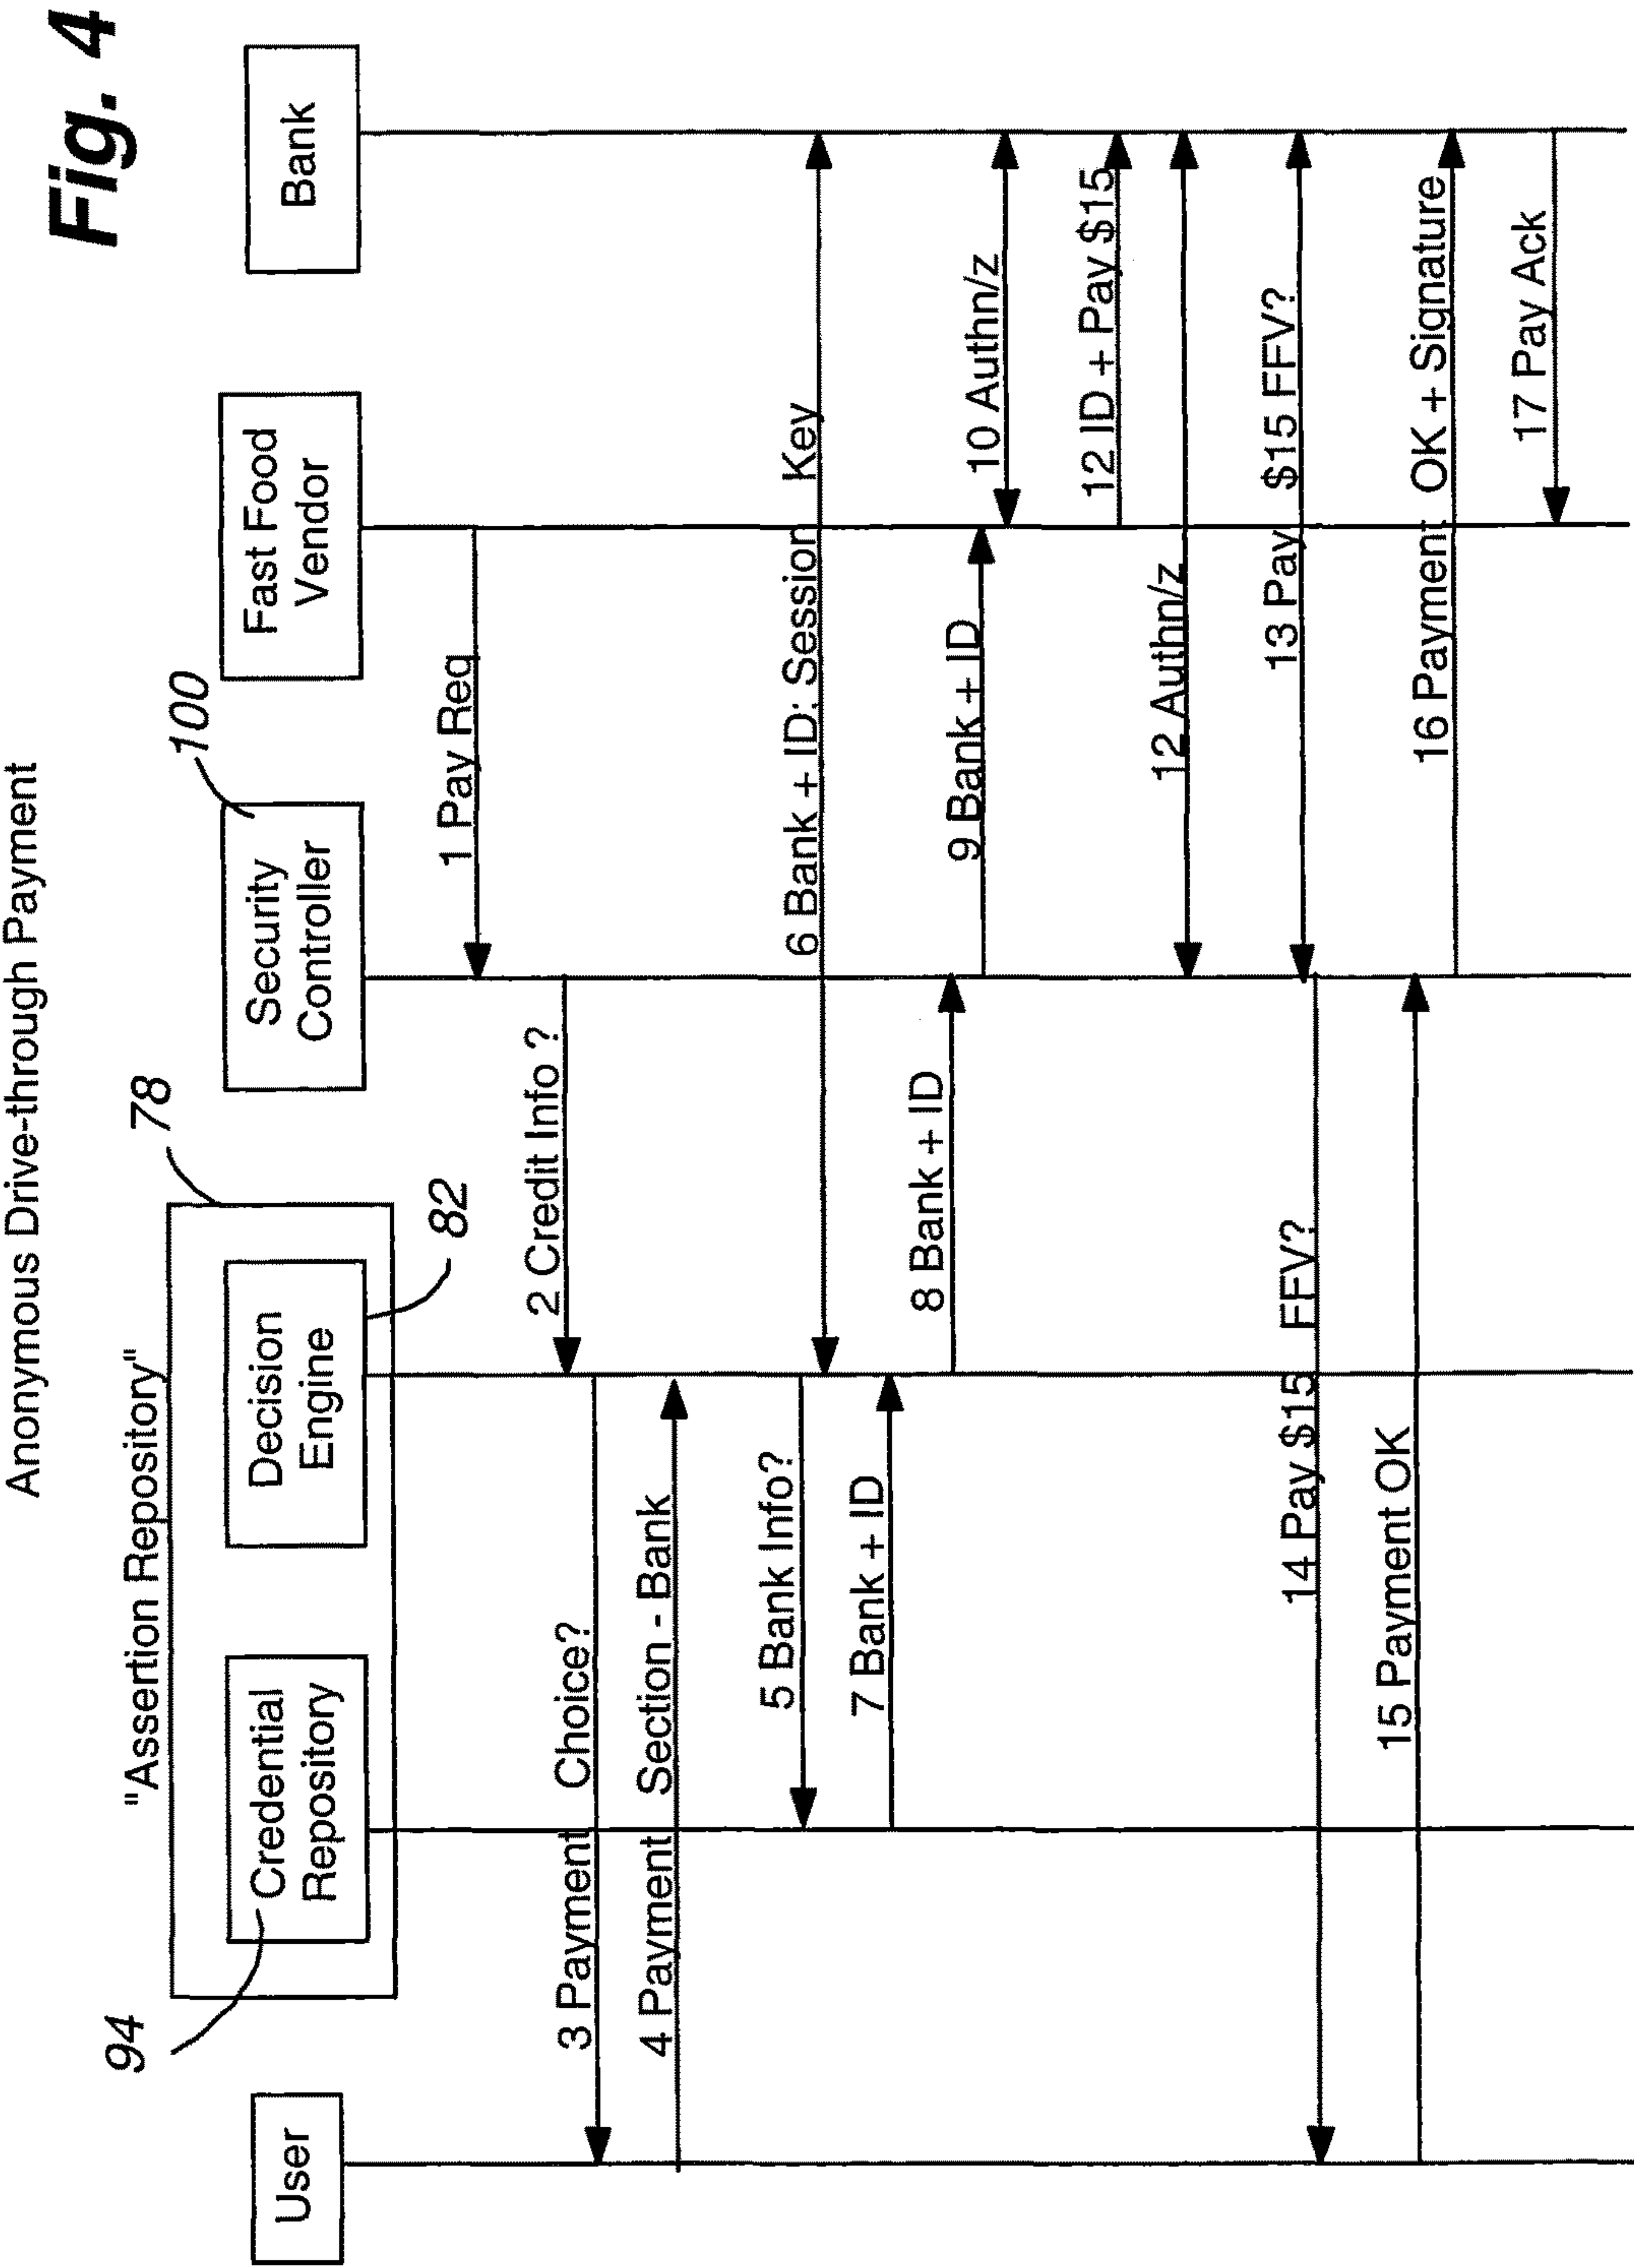 Anonymous Drive-through Payment
Fig. 4
"Assertion Repository"
94
78
82
100
User
Credential
Repository
Decision
Engine
Security
Controller
Fast Food
Vendor
Bank
1 Pay Req
2 Credit Info ?
3 Payment Choice?
4 Payment Section - Bank
5 Bank Info?
6 Bank + ID; Session Key
7 Bank + ID
8 Bank + ID
9 Bank + ID
10 Authn/z
12 ID + Pay $15
12 Authn/z
13 Pay $15 FFV?
14 Pay $15 FFV?
15 Payment OK
16 Payment OK + Signature
17 Pay Ack